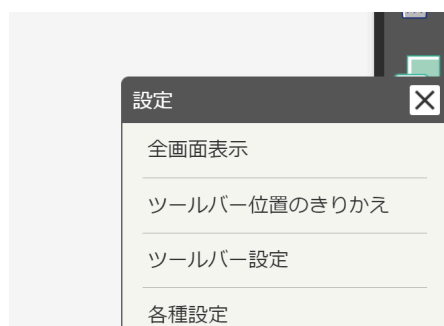 設定
全画面表示
ツールバー位置のきりかえ
ツールバー設定
各種設定